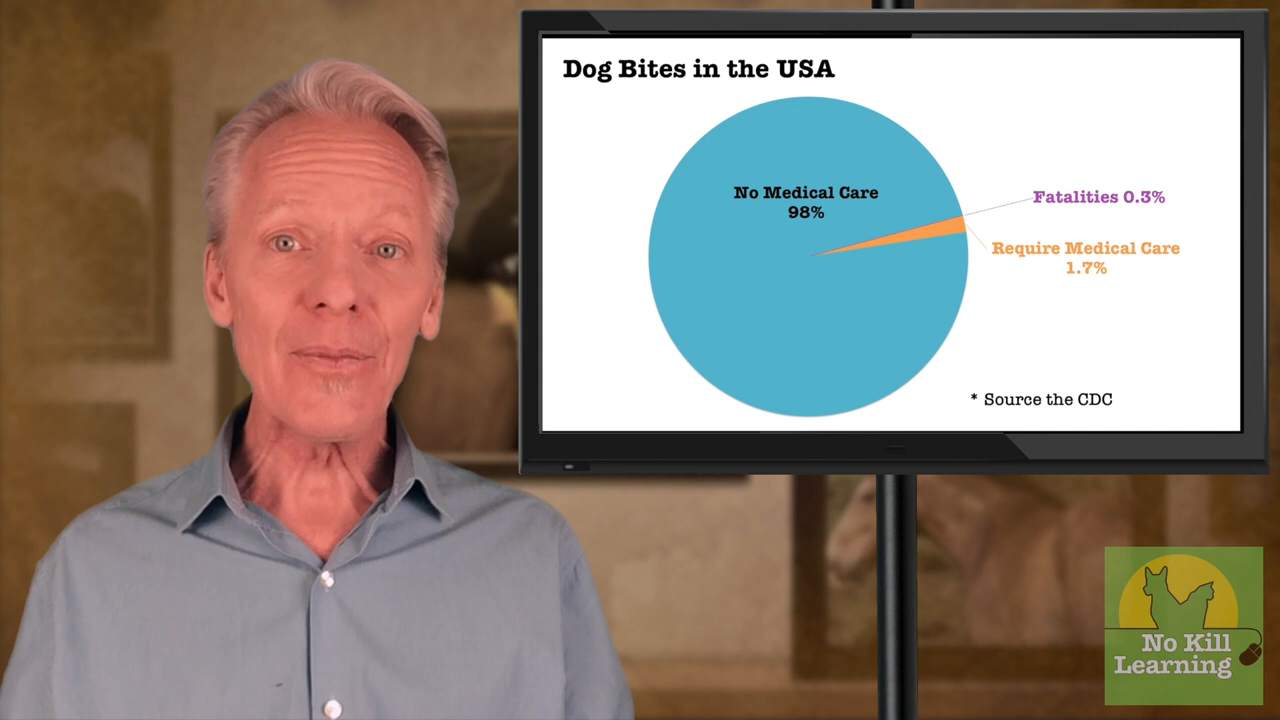 Dog Bites in the USA
No Medical Care
98%
Fatalities 0.3%
Require Medical Care
1.7%
* Source the CDC
No Kill
Learning